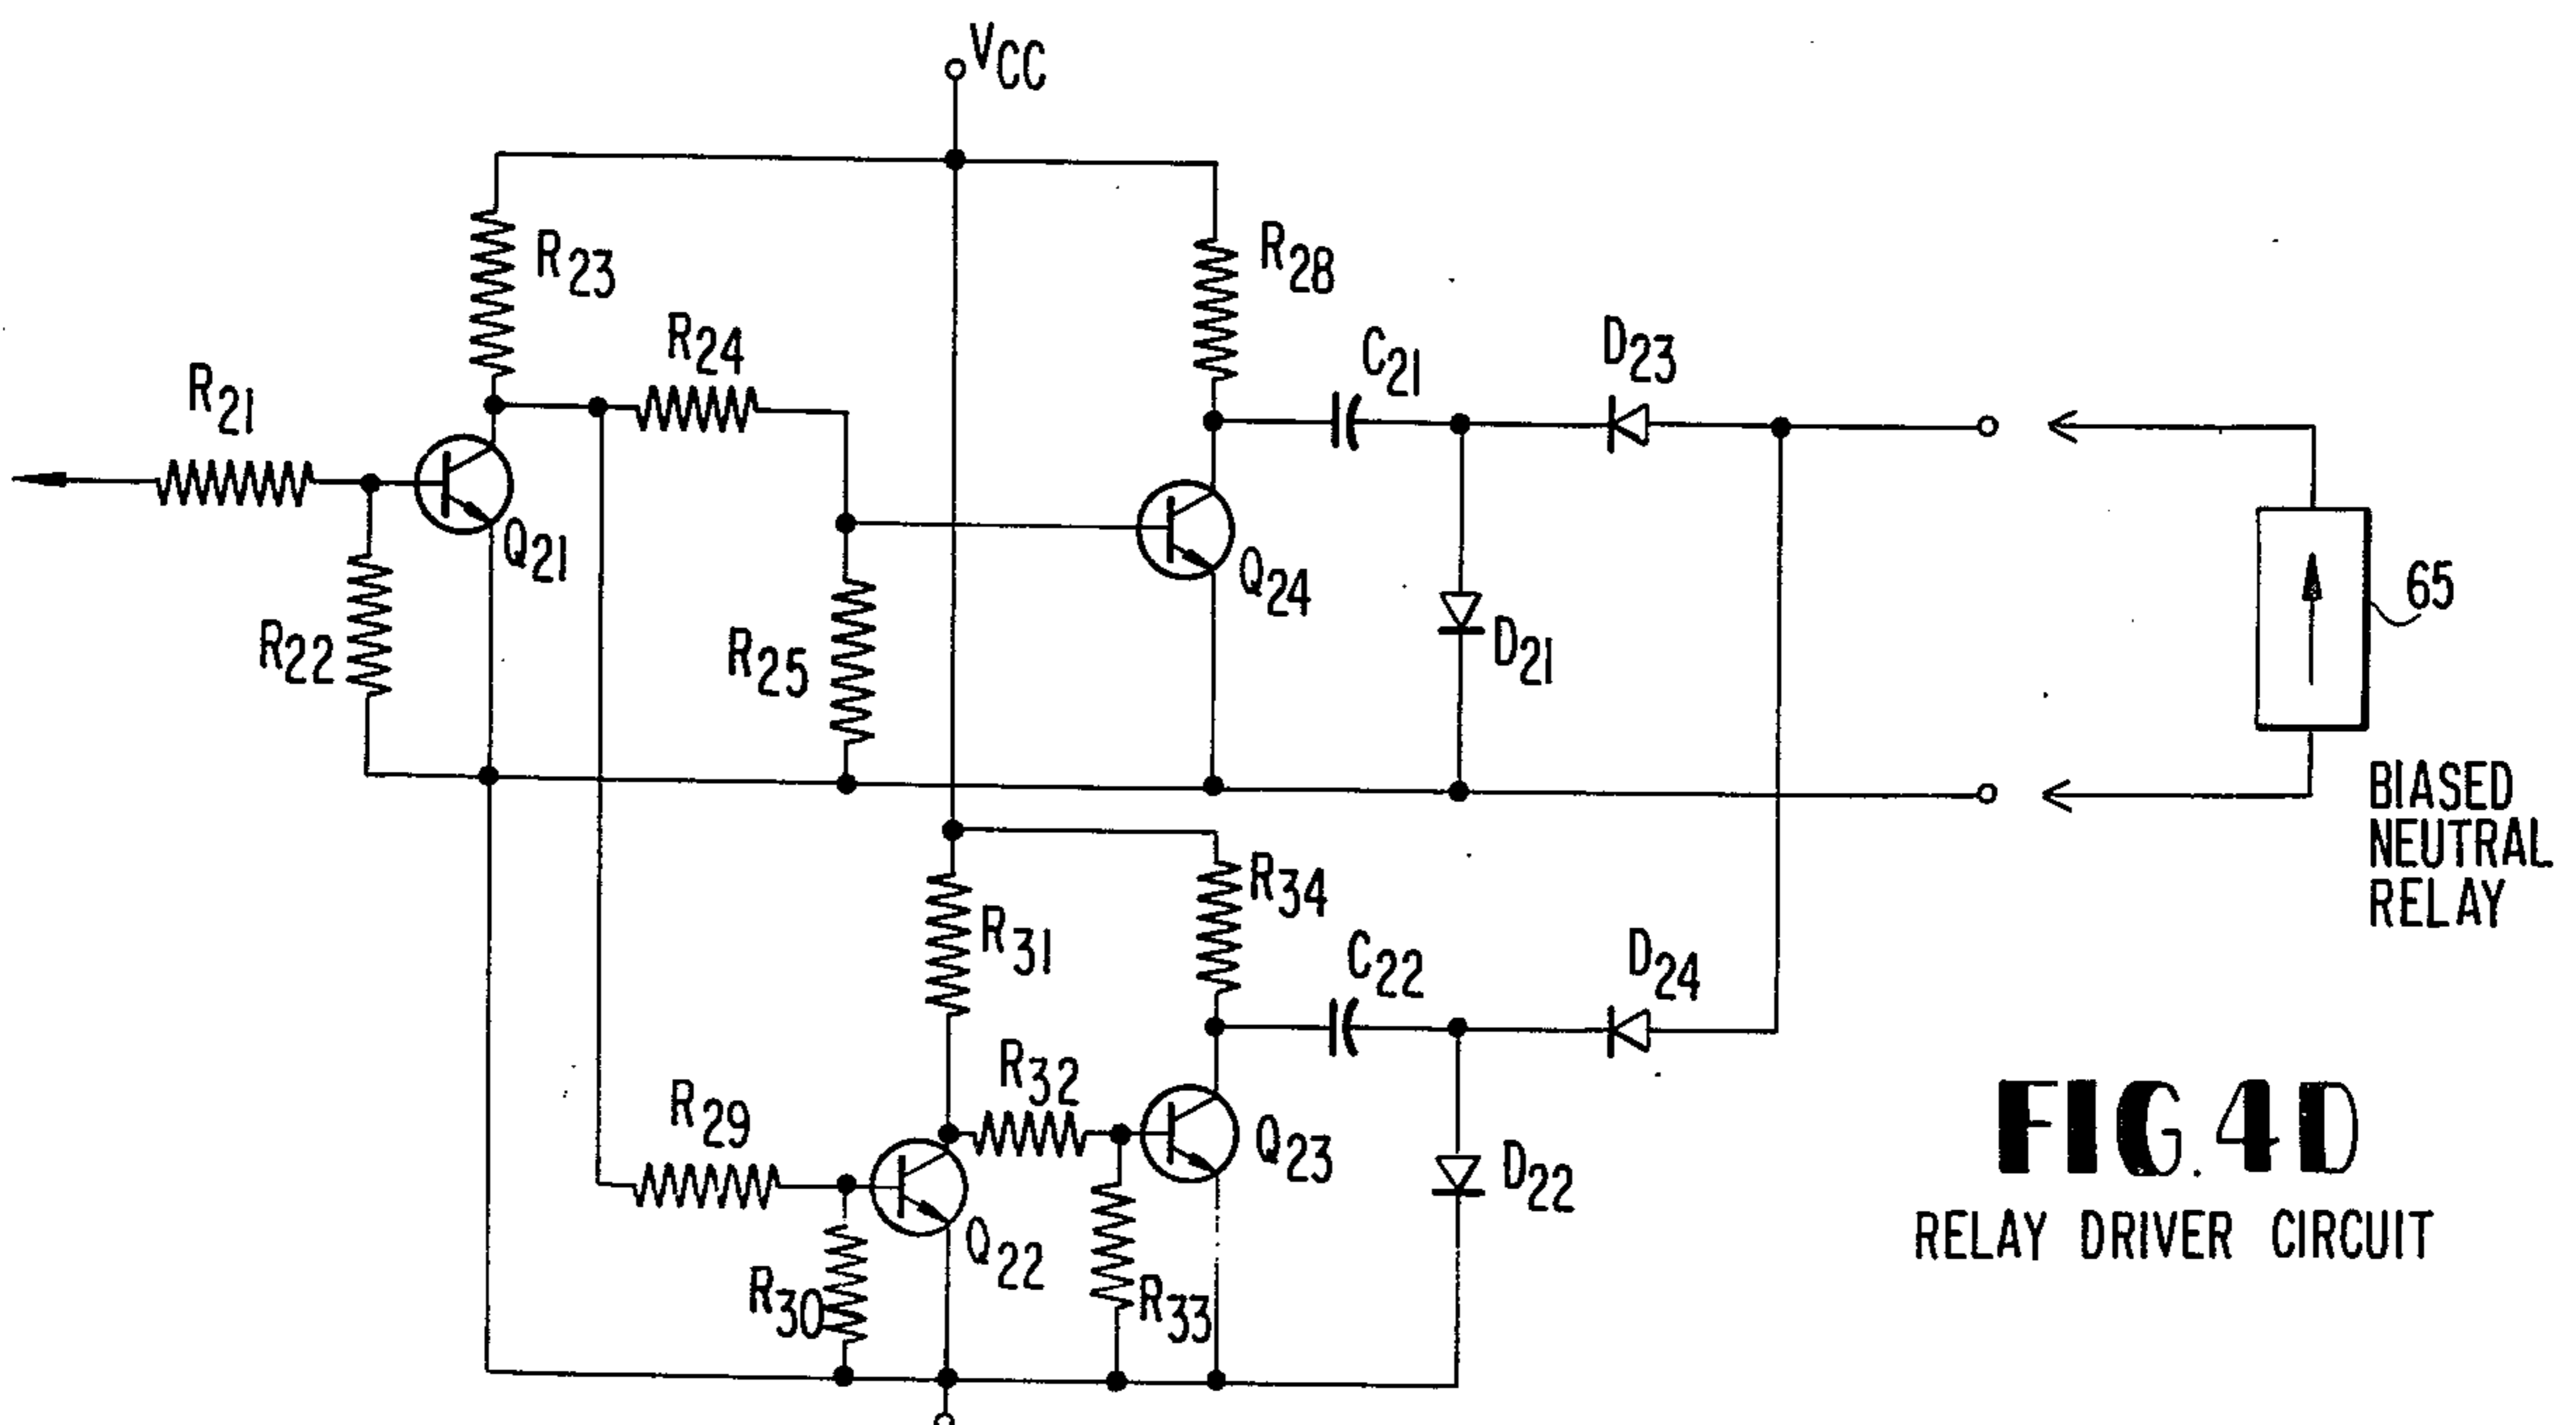 VCC
R23
R28
R24
C21
D23
R21
Q21
Q24
R22
R25
D21
65
BIASED
NEUTRAL
RELAY
R34
R31
C22
D24
R32
R29
Q23
D22
Q22
R30
R33
FIG. 4D
RELAY DRIVER CIRCUIT